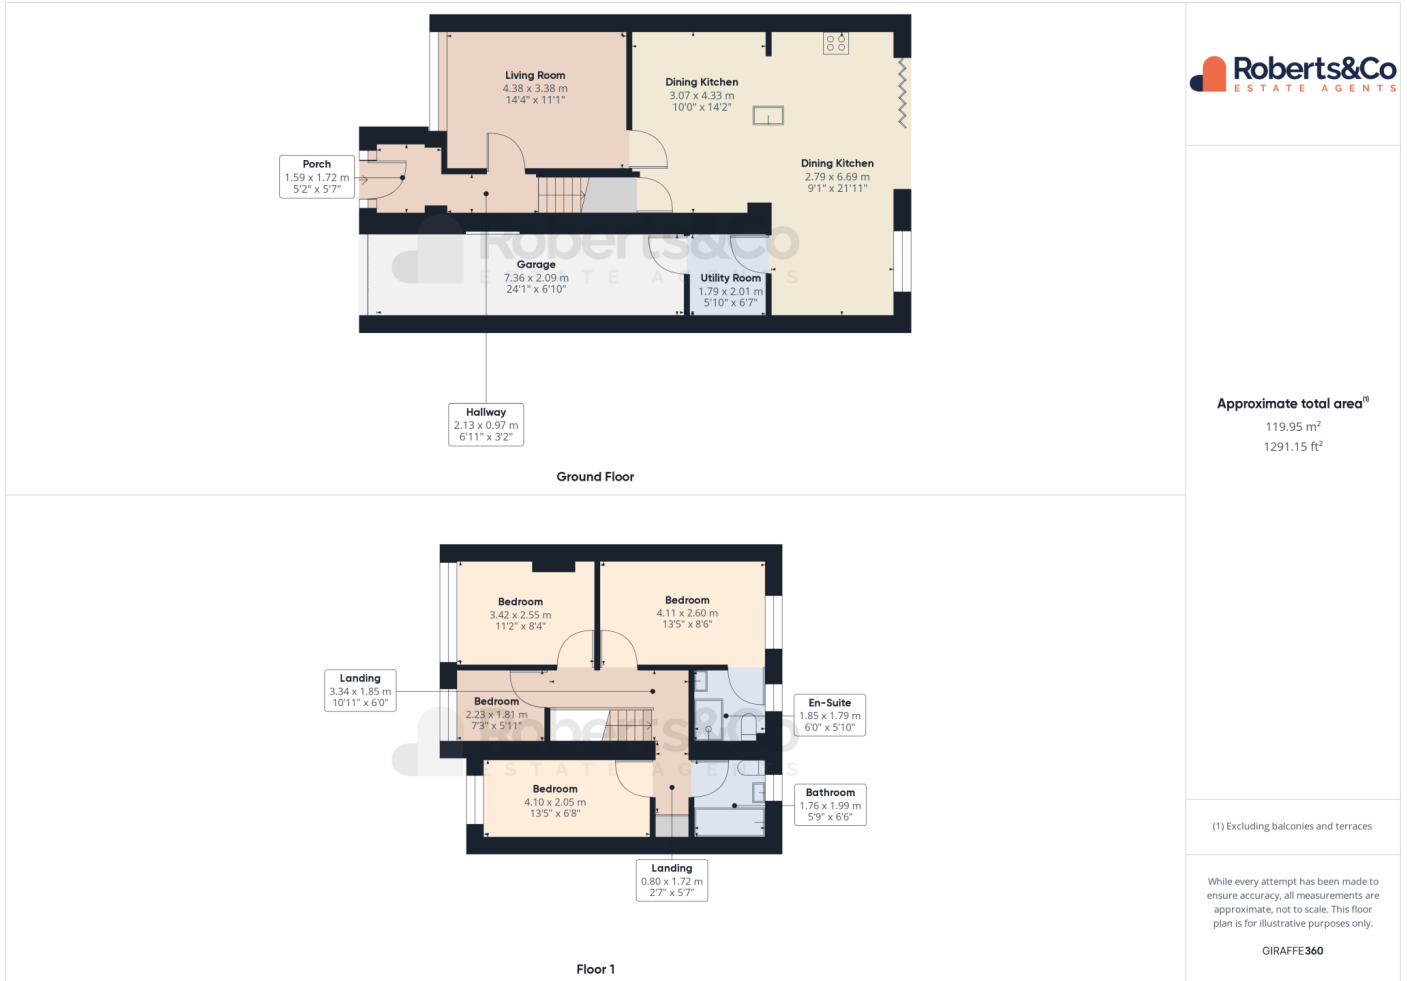 Living Room
4.38 x 3.38 m
14'4" x 11'1"
Dining Kitchen
3.07 x 4.33 m
10'0" x 14'2"
Dining Kitchen
2.79 x 6.69 m
9'1" x 21'11"
Porch
1.59 x 1.72 m
5'2" x 5'7"
Garage
7.36 x 2.09 m
24'1" x 6'10"
Utility Room
1.79 x 2.01 m
5'10" x 6'7"
Roberts&Co
ESTATE AGENTS
Hallway
2.13 x 0.97 m
6'11" x 3'2"
Ground Floor
Bedroom
3.42 x 2.55 m
11'2" x 8'4"
Bedroom
4.11 x 2.60 m
13'5" x 8'6"
Landing
3.34 x 1.85 m
10'11" x 6'0"
Bedroom
2.23 x 1.81 m
7'3" x 5'11"
En-Suite
1.85 x 1.79 m
6'0" x 5'10"
Roberts&Co
ESTATE AGENTS
Bedroom
4.10 x 2.05 m
13'5" x 6'8"
Bathroom
1.76 x 1.99 m
5'9" x 6'6"
Landing
0.80 x 1.72 m
2'7" x 5'7"
Floor 1
Roberts&Co
ESTATE AGENTS
Approximate total area(1)
119.95 m²
1291.15 ft²
(1) Excluding balconies and terraces
While every attempt has been made to
ensure accuracy, all measurements are
approximate, not to scale. This floor
plan is for illustrative purposes only.
GIRAFFE360